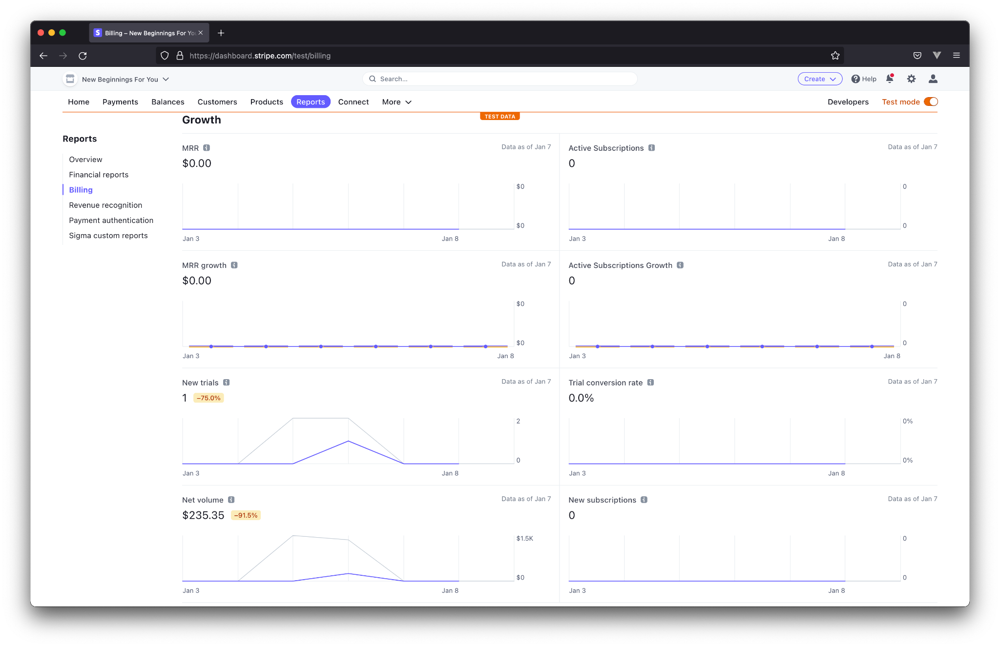 Billing – New Beginnings For You
https://dashboard.stripe.com/test/billing
New Beginnings For You
Search...
Create
Help
Home
Payments
Balances
Customers
Products
Reports
Connect
More
Developers
Test mode
TEST DATA
Reports
Overview
Financial reports
Billing
Revenue recognition
Payment authentication
Sigma custom reports
Growth
MRR
Data as of Jan 7
$0.00
$0
$0
Jan 3
Jan 8
Active Subscriptions
Data as of Jan 7
0
0
0
Jan 3
Jan 8
MRR growth
Data as of Jan 7
$0.00
$0
$0
Jan 3
Jan 8
Active Subscriptions Growth
Data as of Jan 7
0
0
0
Jan 3
Jan 8
New trials
Data as of Jan 7
1
–75.0%
2
0
Jan 3
Jan 8
Trial conversion rate
Data as of Jan 7
0.0%
0%
0%
Jan 3
Jan 8
Net volume
Data as of Jan 7
$235.35
–91.5%
$1.5K
$0
Jan 3
Jan 8
New subscriptions
Data as of Jan 7
0
0
0
Jan 3
Jan 8